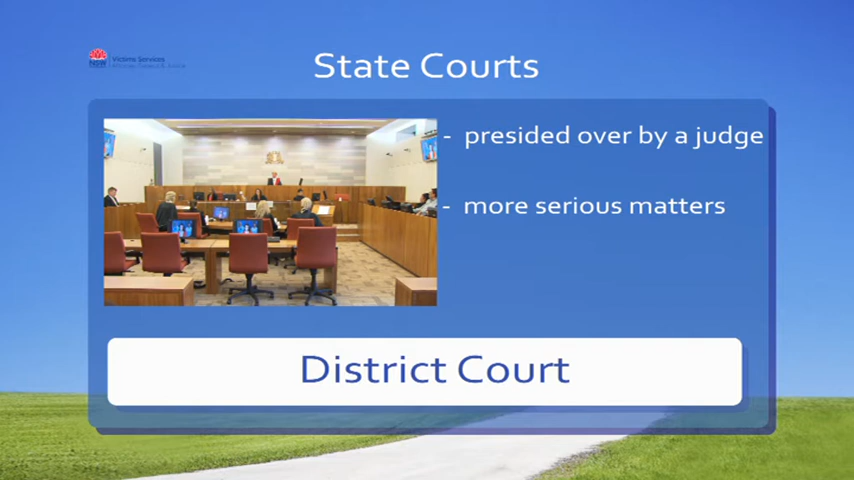 State Courts
NSW
Victims Services
- presided over by a judge
- more serious matters
District Court